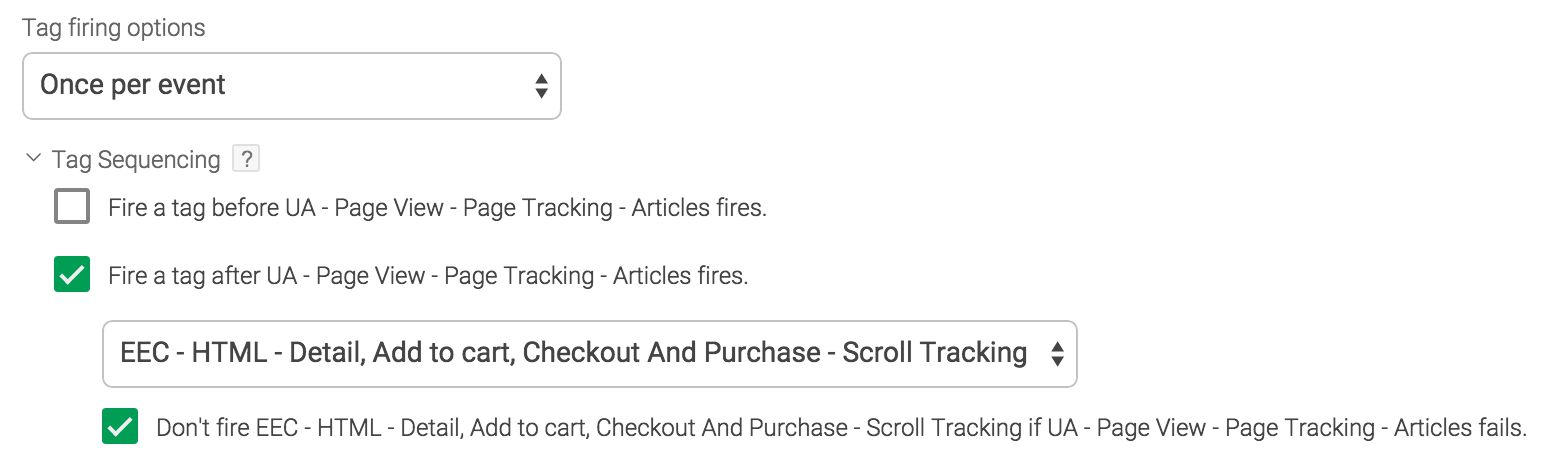 Tag firing options
Once per event
Tag Sequencing ?
Fire a tag before UA - Page View - Page Tracking - Articles fires.
Fire a tag after UA - Page View - Page Tracking - Articles fires.
EEC - HTML - Detail, Add to cart, Checkout And Purchase - Scroll Tracking
Don't fire EEC - HTML - Detail, Add to cart, Checkout And Purchase - Scroll Tracking if UA - Page View - Page Tracking - Articles fails.